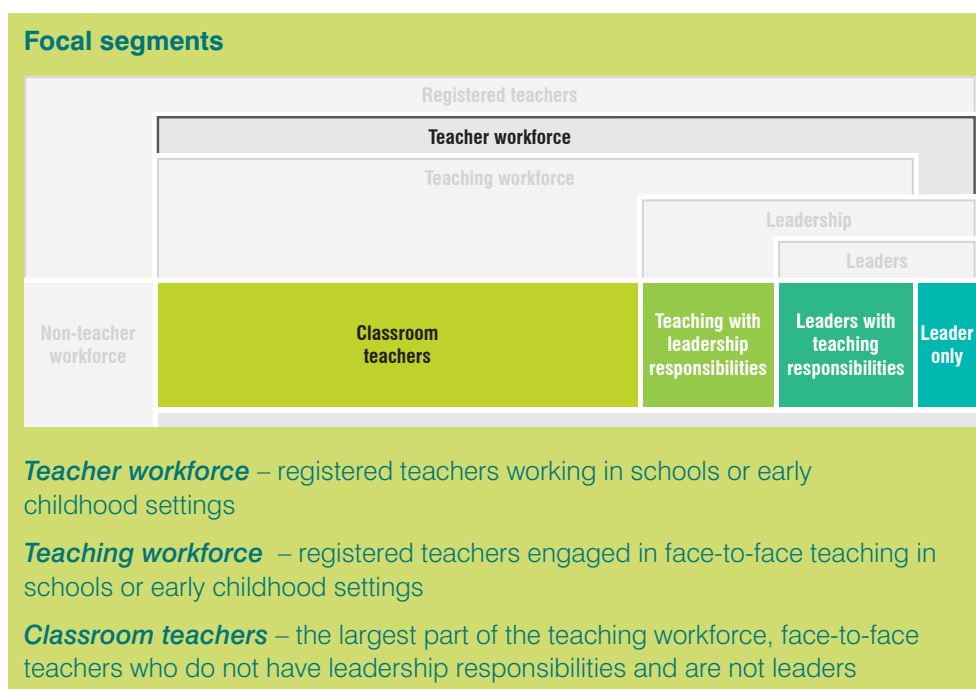 Focal segments
Registered teachers
Teacher workforce
Teaching workforce
Leadership
Leaders
Non-teacher
workforce
Classroom
teachers
Teaching with
leadership
responsibilities
Leaders with
teaching
responsibilities
Leader
only
Teacher workforce – registered teachers working in schools or early
childhood settings
Teaching workforce – registered teachers engaged in face-to-face teaching in
schools or early childhood settings
Classroom teachers – the largest part of the teaching workforce, face-to-face
teachers who do not have leadership responsibilities and are not leaders